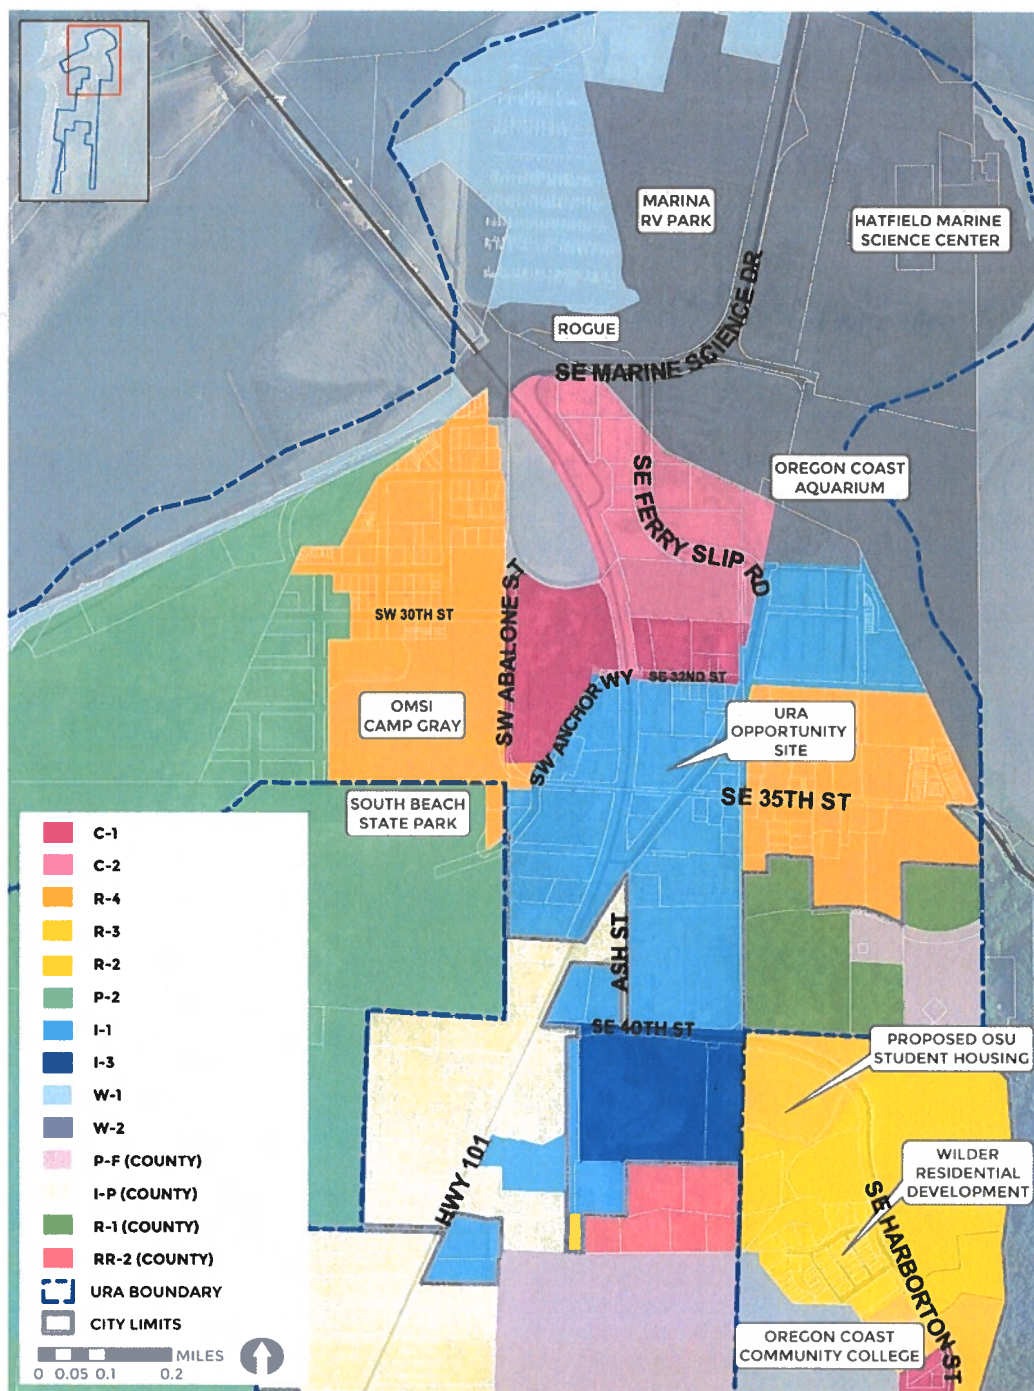 MARINA
RV PARK
HATFIELD MARINE
SCIENCE CENTER
ROGUE
SE MARINE SCIENCE DR
OREGON COAST
AQUARIUM
SE FERRY SLIP RD
SW 30TH ST
SW ABALONE ST
SE 32ND ST
SW ANCHOR WY
OMSI
CAMP GRAY
URA
OPPORTUNITY
SITE
SE 35TH ST
SOUTH BEACH
STATE PARK
ASH ST
SE 40TH ST
PROPOSED OSU
STUDENT HOUSING
HWY 101
WILDER
RESIDENTIAL
DEVELOPMENT
SE HARBORTON ST
OREGON COAST
COMMUNITY COLLEGE
C-1
C-2
R-4
R-3
R-2
P-2
I-1
I-3
W-1
W-2
P-F (COUNTY)
I-P (COUNTY)
R-1 (COUNTY)
RR-2 (COUNTY)
URA BOUNDARY
CITY LIMITS
MILES
0 0.05 0.1 0.2